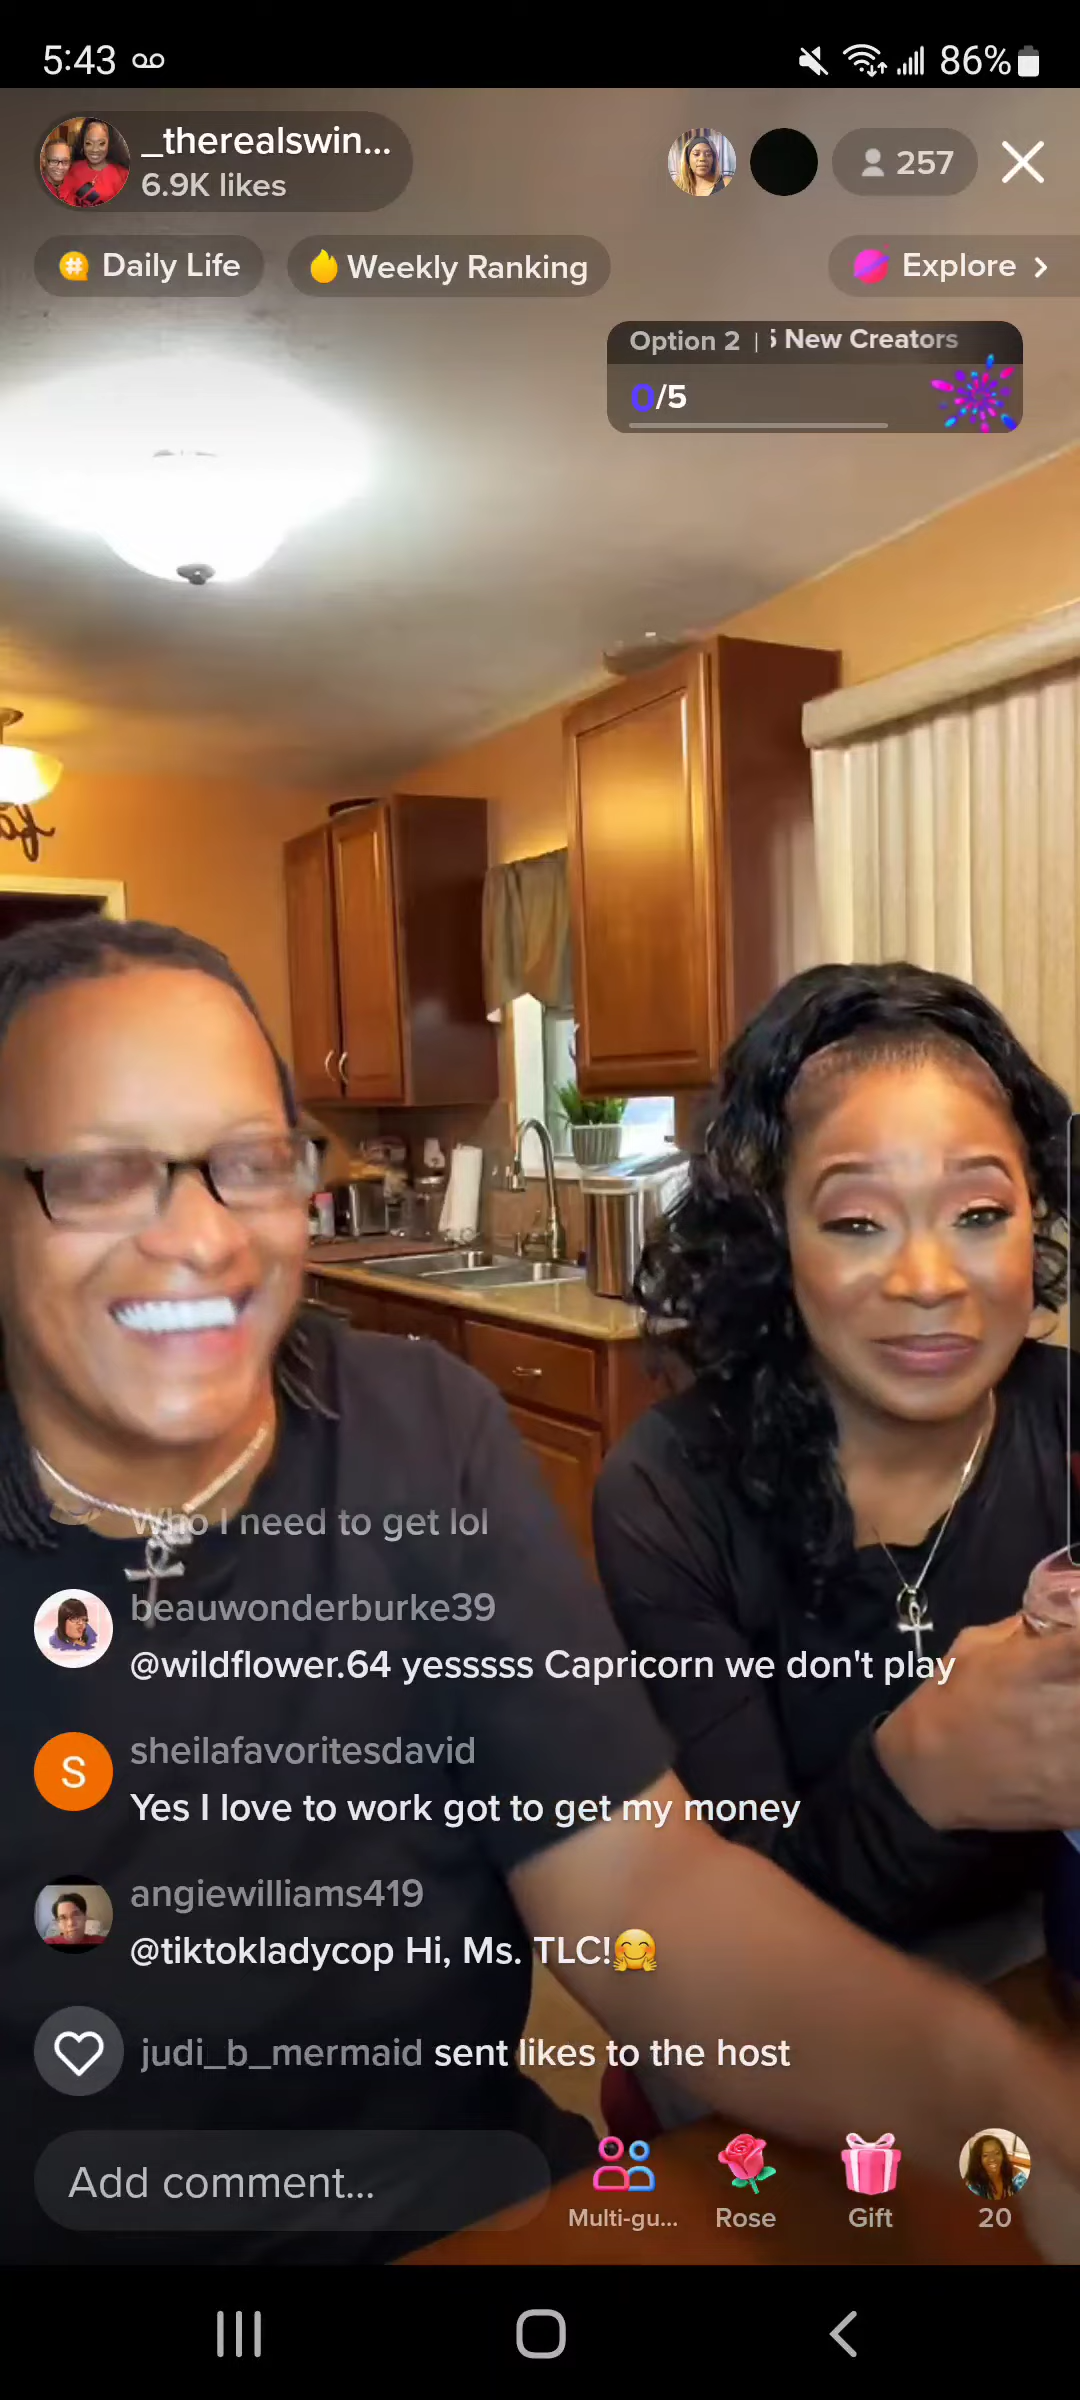 5:43
86%
_therealswin...
6.9K likes
257
Daily Life
Weekly Ranking
Explore
Option 2 | 5 New Creators
0/5
Who I need to get lol
beauwonderburke39
@wildflower.64 yesssss Capricorn we don't play
sheilafavoritesdavid
S
Yes I love to work got to get my money
angiewilliams419
@tiktokladycop Hi, Ms. TLC!🤗
judi_b_mermaid sent likes to the host
Add comment...
Multi-gu...
Rose
Gift
20